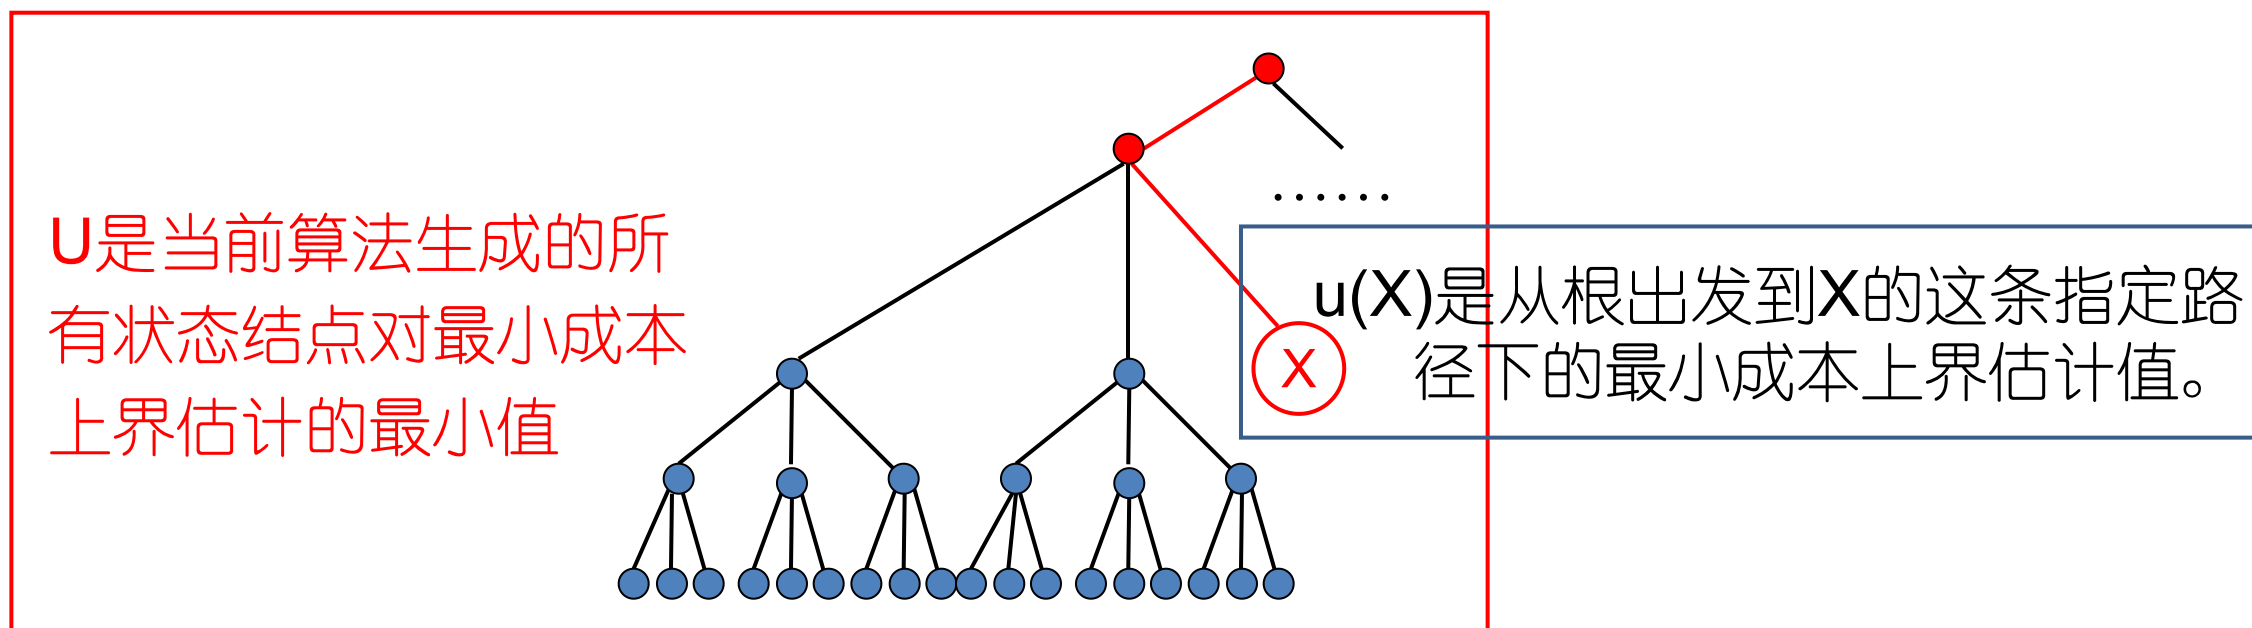 U是当前算法生成的所
有状态结点对最小成本
上界估计的最小值
......
u(X)是从根出发到X的这条指定路
径下的最小成本上界估计值。
X